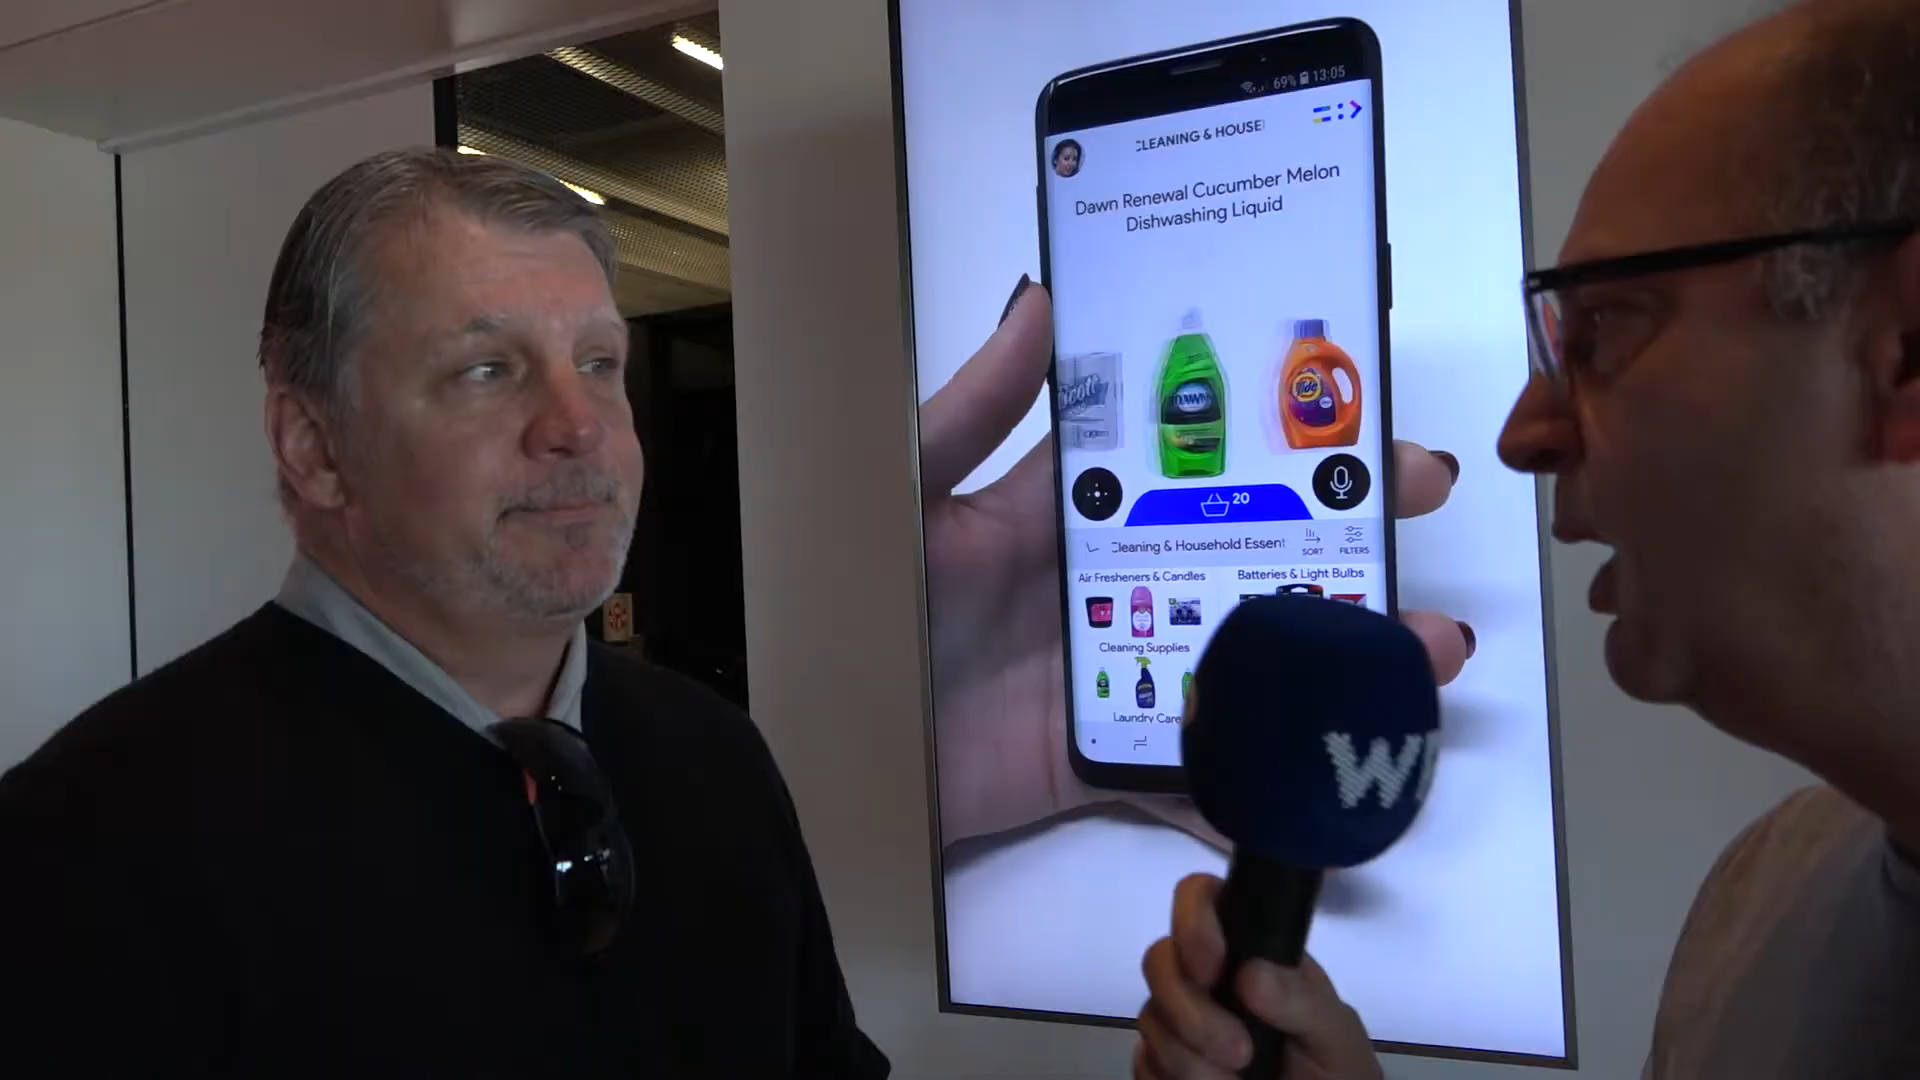 69% 13:05
CLEANING & HOUSE
Dawn Renewal Cucumber Melon
Dishwashing Liquid
Scott
DAWN
Tide
20
Cleaning & Household Essent
SORT
FILTERS
Air Fresheners & Candles
Batteries & Light Bulbs
Cleaning Supplies
Laundry Care
W